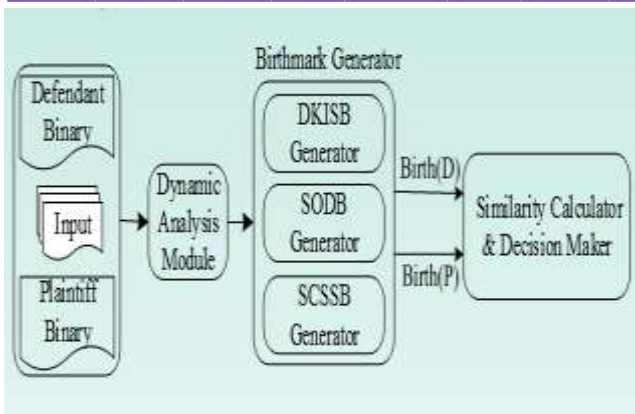 Defendant
Binary
Input
Plaintiff
Binary
Dynamic
Analysis
Module
Birthmark Generator
DKISB
Generator
SODB
Generator
SCSSB
Generator
Birth(D)
Birth(P)
Similarity Calculator
& Decision Maker